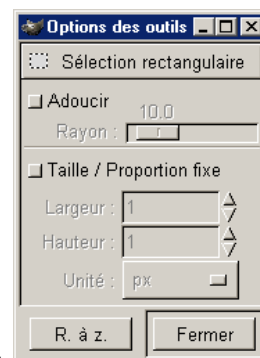 Options des outils
Sélection rectangulaire
Adoucir
10.0
Rayon :
Taille / Proportion fixe
Largeur : 1
Hauteur : 1
Unité : px
R. à z. Fermer